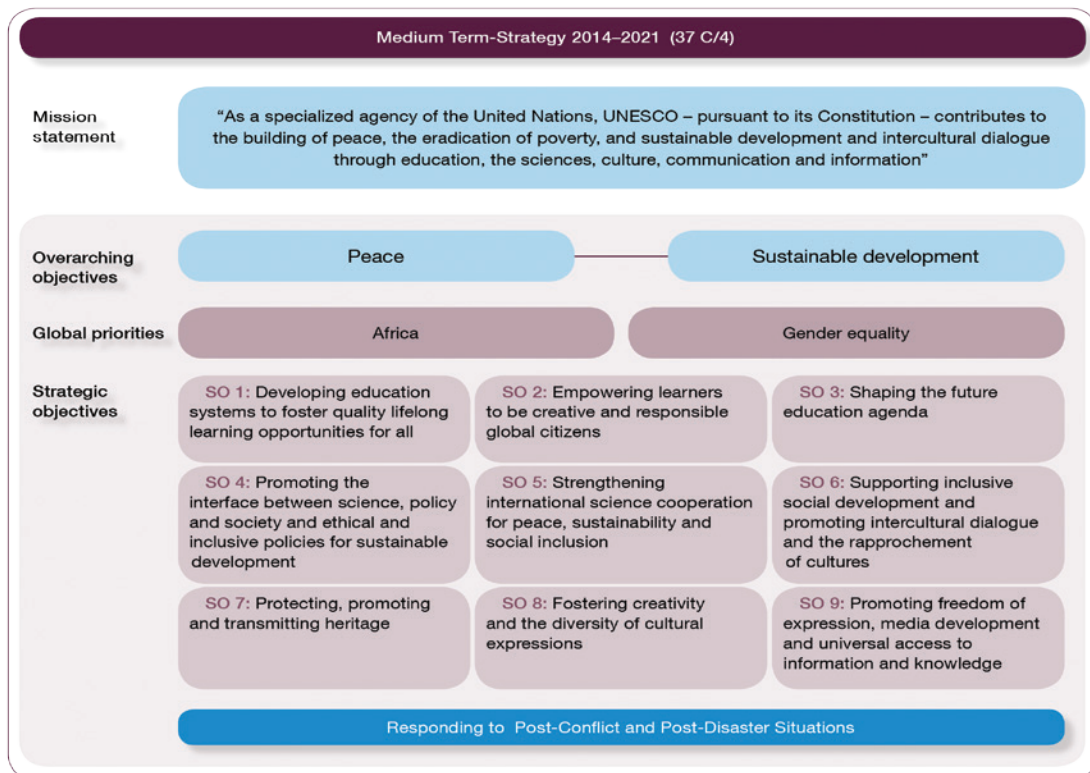 Medium Term-Strategy 2014–2021 (37 C/4)
Mission
statement
“As a specialized agency of the United Nations, UNESCO – pursuant to its Constitution – contributes to
the building of peace, the eradication of poverty, and sustainable development and intercultural dialogue
through education, the sciences, culture, communication and information”
Overarching
objectives
Peace
Sustainable development
Global priorities
Africa
Gender equality
Strategic
objectives
SO 1: Developing education
systems to foster quality lifelong
learning opportunities for all
SO 2: Empowering learners
to be creative and responsible
global citizens
SO 3: Shaping the future
education agenda
SO 4: Promoting the
interface between science, policy
and society and ethical and
inclusive policies for sustainable
development
SO 5: Strengthening
international science cooperation
for peace, sustainability and
social inclusion
SO 6: Supporting inclusive
social development and
promoting intercultural dialogue
and the rapprochement
of cultures
SO 7: Protecting, promoting
and transmitting heritage
SO 8: Fostering creativity
and the diversity of cultural
expressions
SO 9: Promoting freedom of
expression, media development
and universal access to
information and knowledge
Responding to Post-Conflict and Post-Disaster Situations